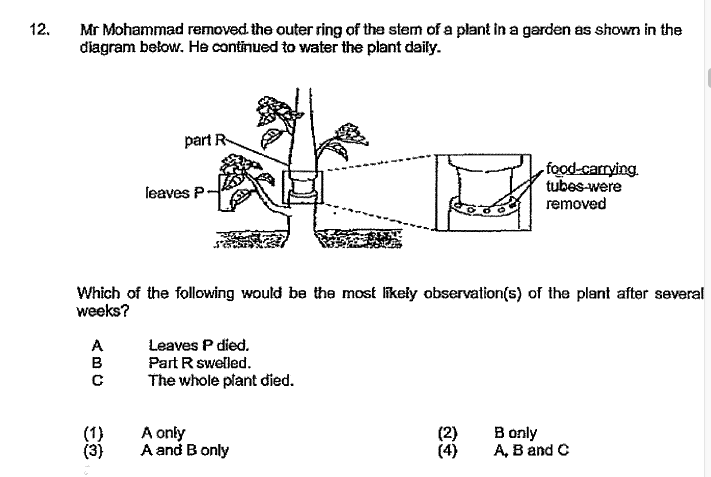 12. Mr Mohammad removed the outer ring of the stem of a plant in a garden as shown in the
diagram below. He continued to water the plant daily.
part R
leaves P
food-carrying
tubes were
removed
Which of the following would be the most likely observation(s) of the plant after several
weeks?
A Leaves P died.
B Part R swelled.
C The whole plant died.
(1) A only (2) B only
(3) A and B only (4) A, B and C